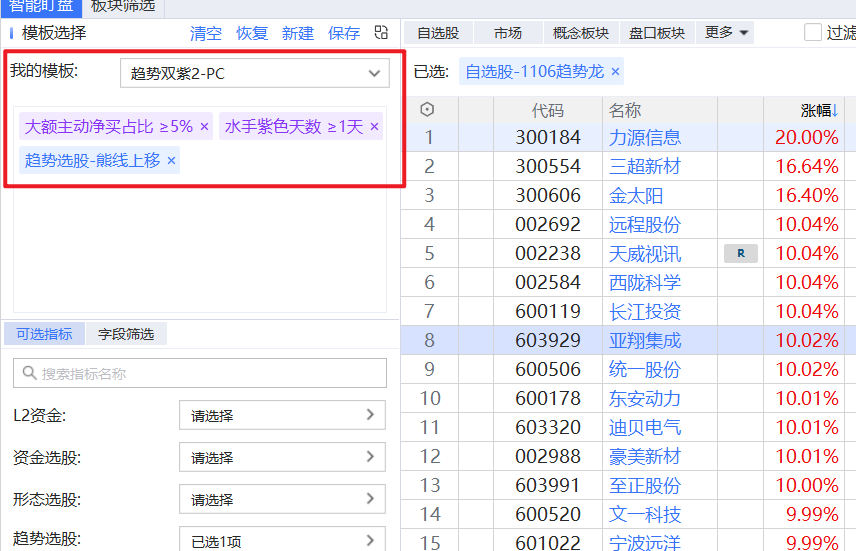 智能盯盘 板块筛选
模板选择 清空 恢复 新建 保存
我的模板: 趋势双紫2-PC
大额主动净买占比 ≥5% × 水手紫色天数 ≥1天 ×
趋势选股-熊线上移 ×
可选指标 字段筛选
搜索指标名称
L2资金: 请选择
资金选股: 请选择
形态选股: 请选择
趋势选股: 已选1项
自选股 市场 概念板块 盘口板块 更多 过滤
已选: 自选股-1106趋势龙 ×
代码 名称 涨幅↓
1 300184 力源信息 20.00%
2 300554 三超新材 16.64%
3 300606 金太阳 16.40%
4 002692 远程股份 10.04%
5 002238 天威视讯 R 10.04%
6 002584 西陇科学 10.04%
7 600119 长江投资 10.04%
8 603929 亚翔集成 10.02%
9 600506 统一股份 10.02%
10 600178 东安动力 10.01%
11 603320 迪贝电气 10.01%
12 002988 豪美新材 10.01%
13 603991 至正股份 10.00%
14 600520 文一科技 9.99%
15 601022 宁波远洋 9.99%